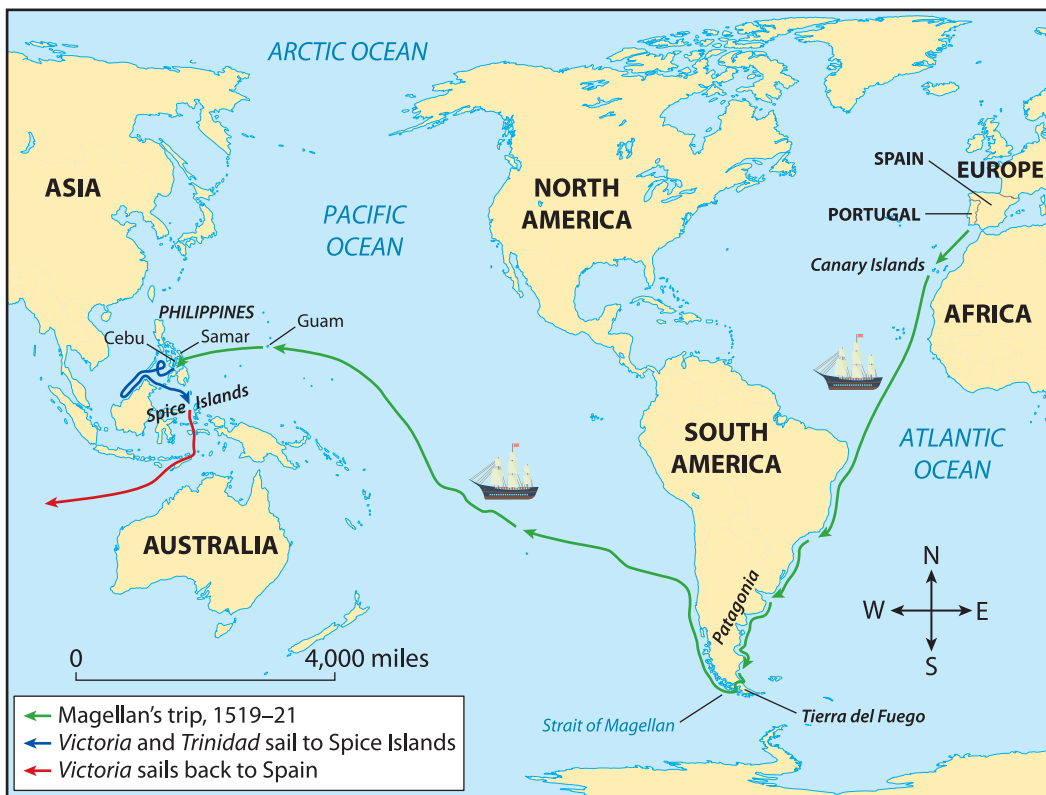 ARCTIC OCEAN
ASIA
NORTH
AMERICA
PACIFIC
OCEAN
SPAIN
EUROPE
PORTUGAL
Canary Islands
AFRICA
PHILIPPINES
Cebu
Samar
Guam
Spice Islands
SOUTH
AMERICA
ATLANTIC
OCEAN
AUSTRALIA
Patagonia
N
W
E
S
0
4,000 miles
Strait of Magellan
Tierra del Fuego
Magellan’s trip, 1519–21
Victoria and Trinidad sail to Spice Islands
Victoria sails back to Spain